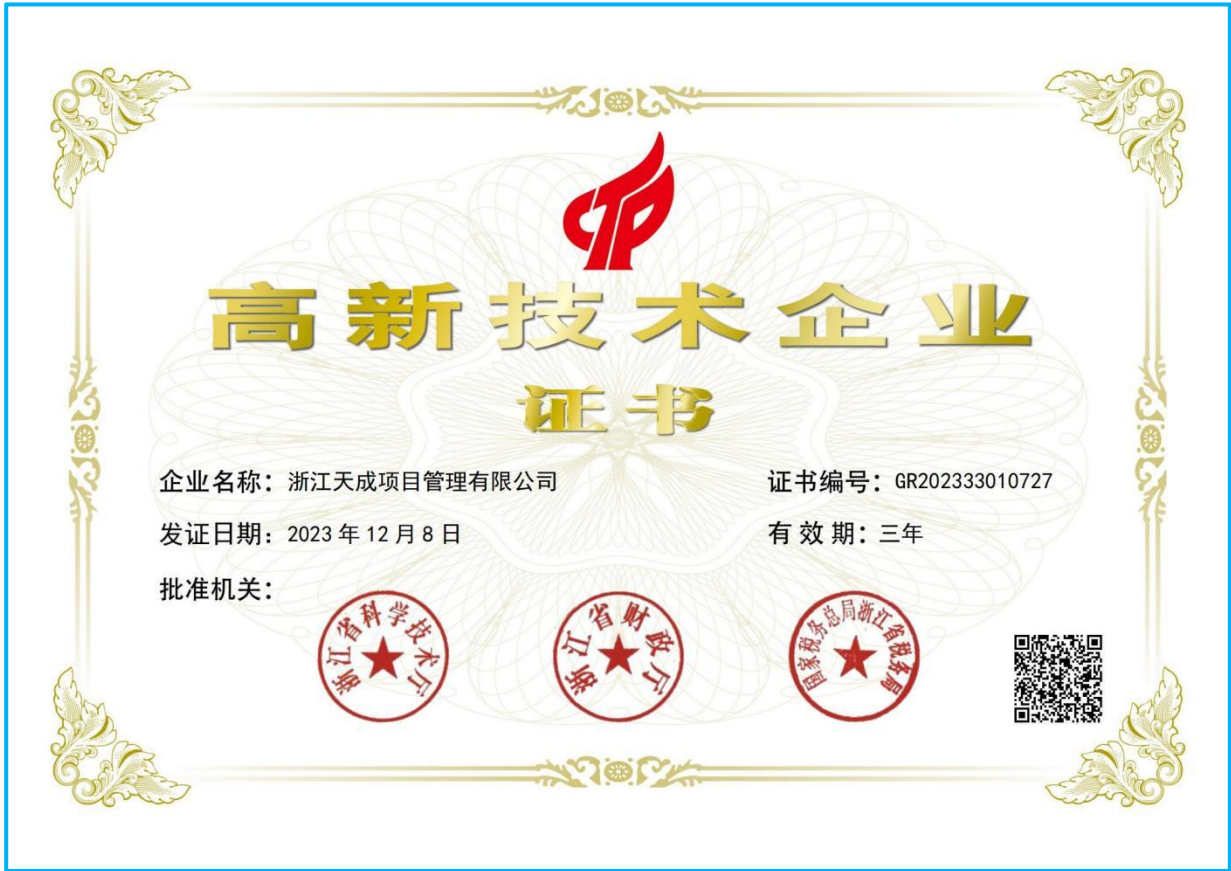 高新技术企业
证书
企业名称：浙江天成项目管理有限公司
证书编号：GR202333010727
发证日期：2023年12月8日
有效期：三年
批准机关：
浙江省科学技术厅
浙江省财政厅
国家税务总局浙江省税务局